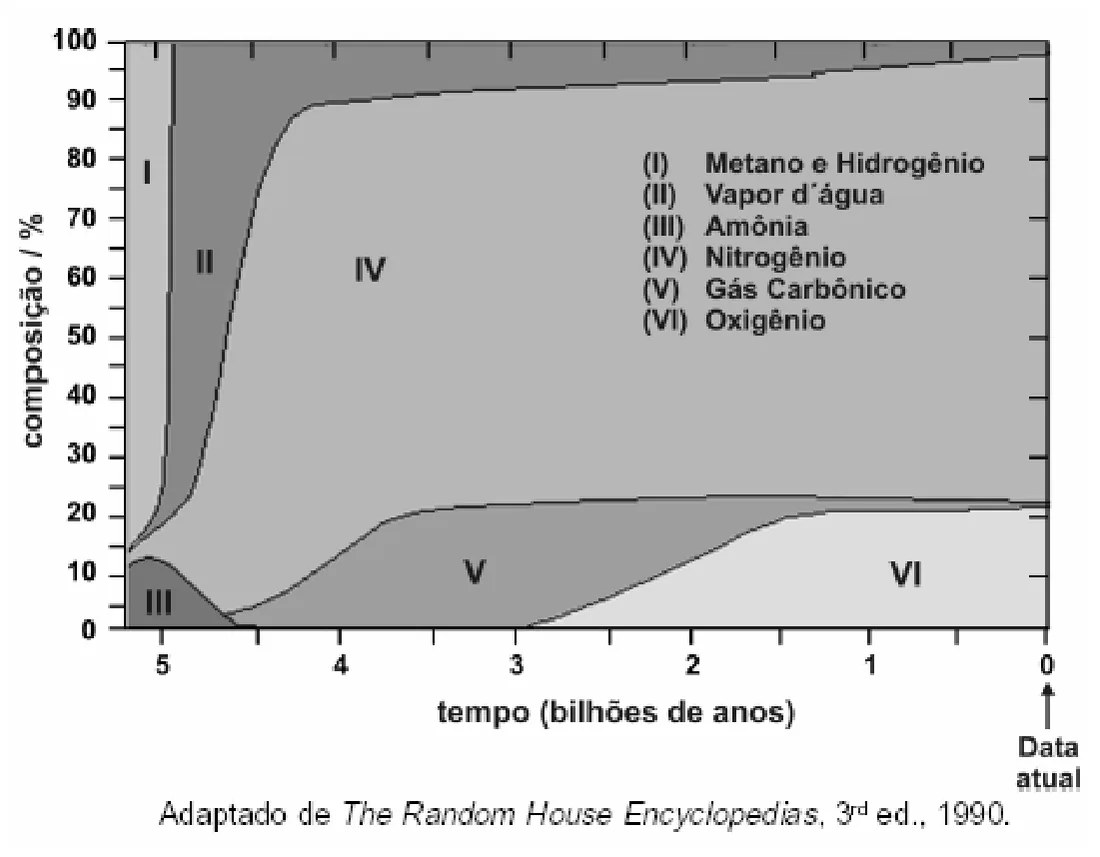 100
90
80
70
60
50
40
30
20
10
0
composição / %
I
II
III
IV
V
VI
(I) Metano e Hidrogênio
(II) Vapor d´água
(III) Amônia
(IV) Nitrogênio
(V) Gás Carbônico
(VI) Oxigênio
5 4 3 2 1 0
tempo (bilhões de anos)
Data
atual
Adaptado de The Random House Encyclopedias, 3rd ed., 1990.